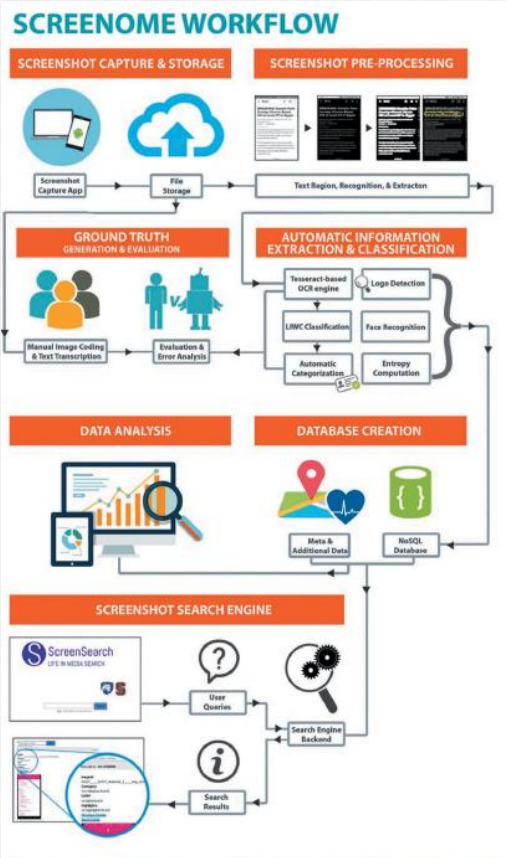 SCREENOME WORKFLOW
SCREENSHOT CAPTURE & STORAGE
SCREENSHOT PRE-PROCESSING
Screenshot
Capture App
File
Storage
Text Region, Recognition, & Extracton
GROUND TRUTH
GENERATION & EVALUATION
AUTOMATIC INFORMATION
EXTRACTION & CLASSIFICATION
V.
Tesseract-based
OCR engine
Logo Detection
LIWC Classification
Face Recognition
Manual Image Coding
& Text Transcription
Evaluation &
Error Analysis
Automatic
Categorization
Entropy
Computation
DATA ANALYSIS
DATABASE CREATION
{ }
Meta &
Additional Data
NoSQL
Database
SCREENSHOT SEARCH ENGINE
S ScreenSearch
LIFE IN MEDIA SEARCH
?
User
Queries
Search Engine
Backend
i
Search
Results